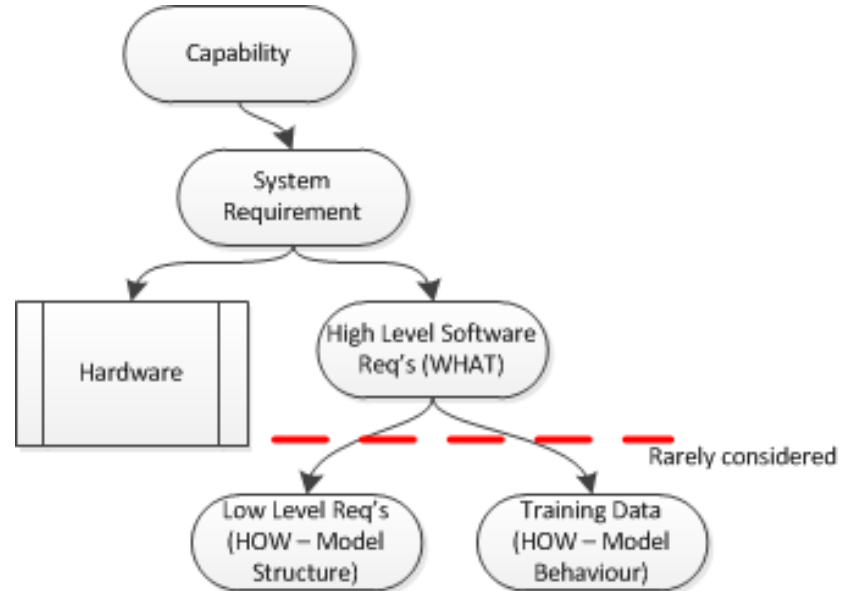 Capability
System
Requirement
Hardware
High Level Software
Req's (WHAT)
Rarely considered
Low Level Req's
(HOW – Model
Structure)
Training Data
(HOW – Model
Behaviour)